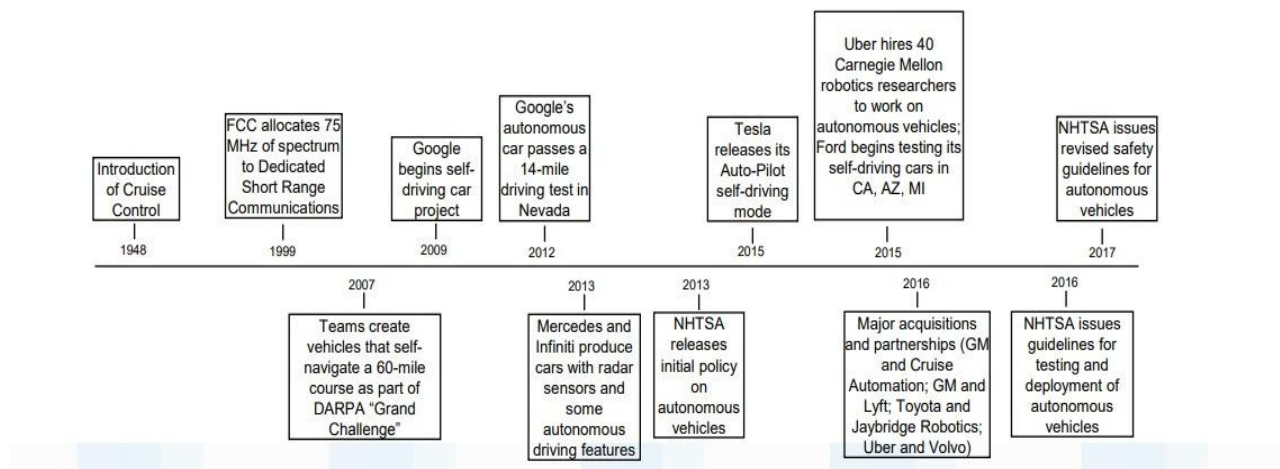 Introduction
of Cruise
Control
1948
FCC allocates 75
MHz of spectrum
to Dedicated
Short Range
Communications
1999
Google
begins self-
driving car
project
2009
Google's
autonomous
car passes a
14-mile
driving test in
Nevada
2012
Tesla
releases its
Auto-Pilot
self-driving
mode
2015
Uber hires 40
Carnegie Mellon
robotics researchers
to work on
autonomous vehicles;
Ford begins testing its
self-driving cars in
CA, AZ, MI
2015
NHTSA issues
revised safety
guidelines for
autonomous
vehicles
2017
2007
Teams create
vehicles that self-
navigate a 60-mile
course as part of
DARPA “Grand
Challenge”
2013
Mercedes and
Infiniti produce
cars with radar
sensors and
some
autonomous
driving features
2013
NHTSA
releases
initial policy
on
autonomous
vehicles
2016
Major acquisitions
and partnerships (GM
and Cruise
Automation; GM and
Lyft; Toyota and
Jaybridge Robotics;
Uber and Volvo)
2016
NHTSA issues
guidelines for
testing and
deployment of
autonomous
vehicles